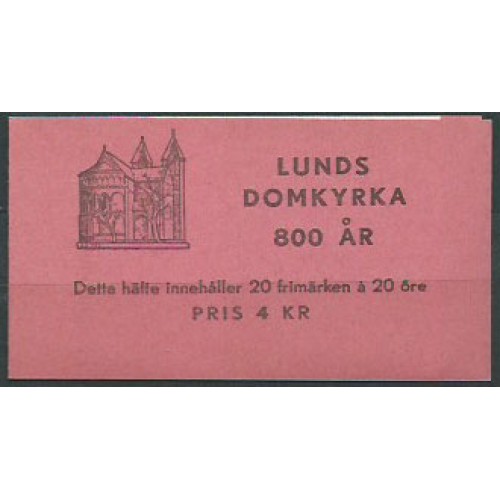 LUNDS
DOMKYRKA
800 ÅR
Detta häfte innehåller 20 frimärken à 20 öre
PRIS 4 KR